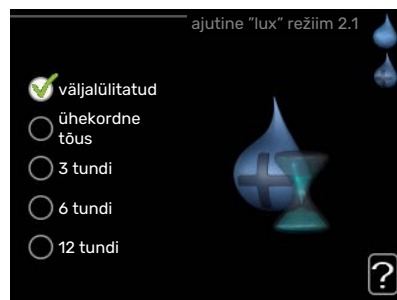 ajutine ”lux” režiim 2.1
väljalülitatud
ühekordne
tõus
3 tundi
6 tundi
12 tundi
?